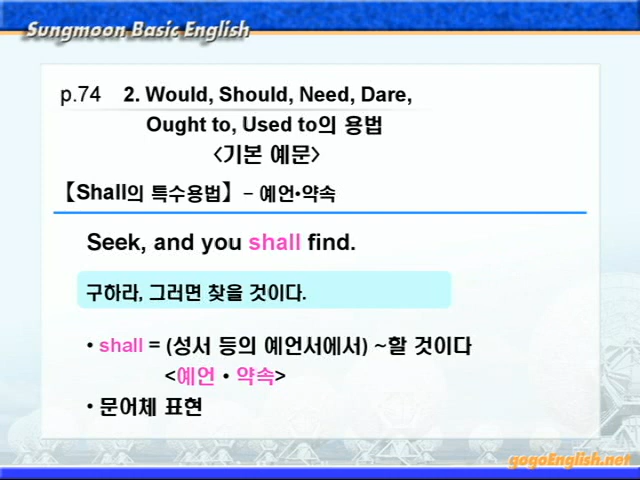 Sungmoon Basic English
p.74 2. Would, Should, Need, Dare,
Ought to, Used to의 용법
<기본 예문>
【Shall의 특수용법】 – 예언•약속
Seek, and you shall find.
구하라, 그러면 찾을 것이다.
• shall = (성서 등의 예언서에서) ~할 것이다
<예언 • 약속>
• 문어체 표현
gogoEnglish.net